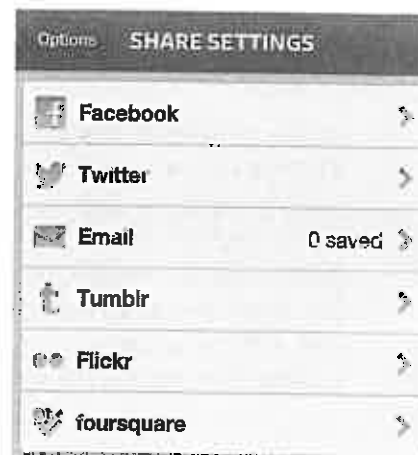 Options SHARE SETTINGS
Facebook
Twitter
Email 0 saved
Tumblr
Flickr
foursquare